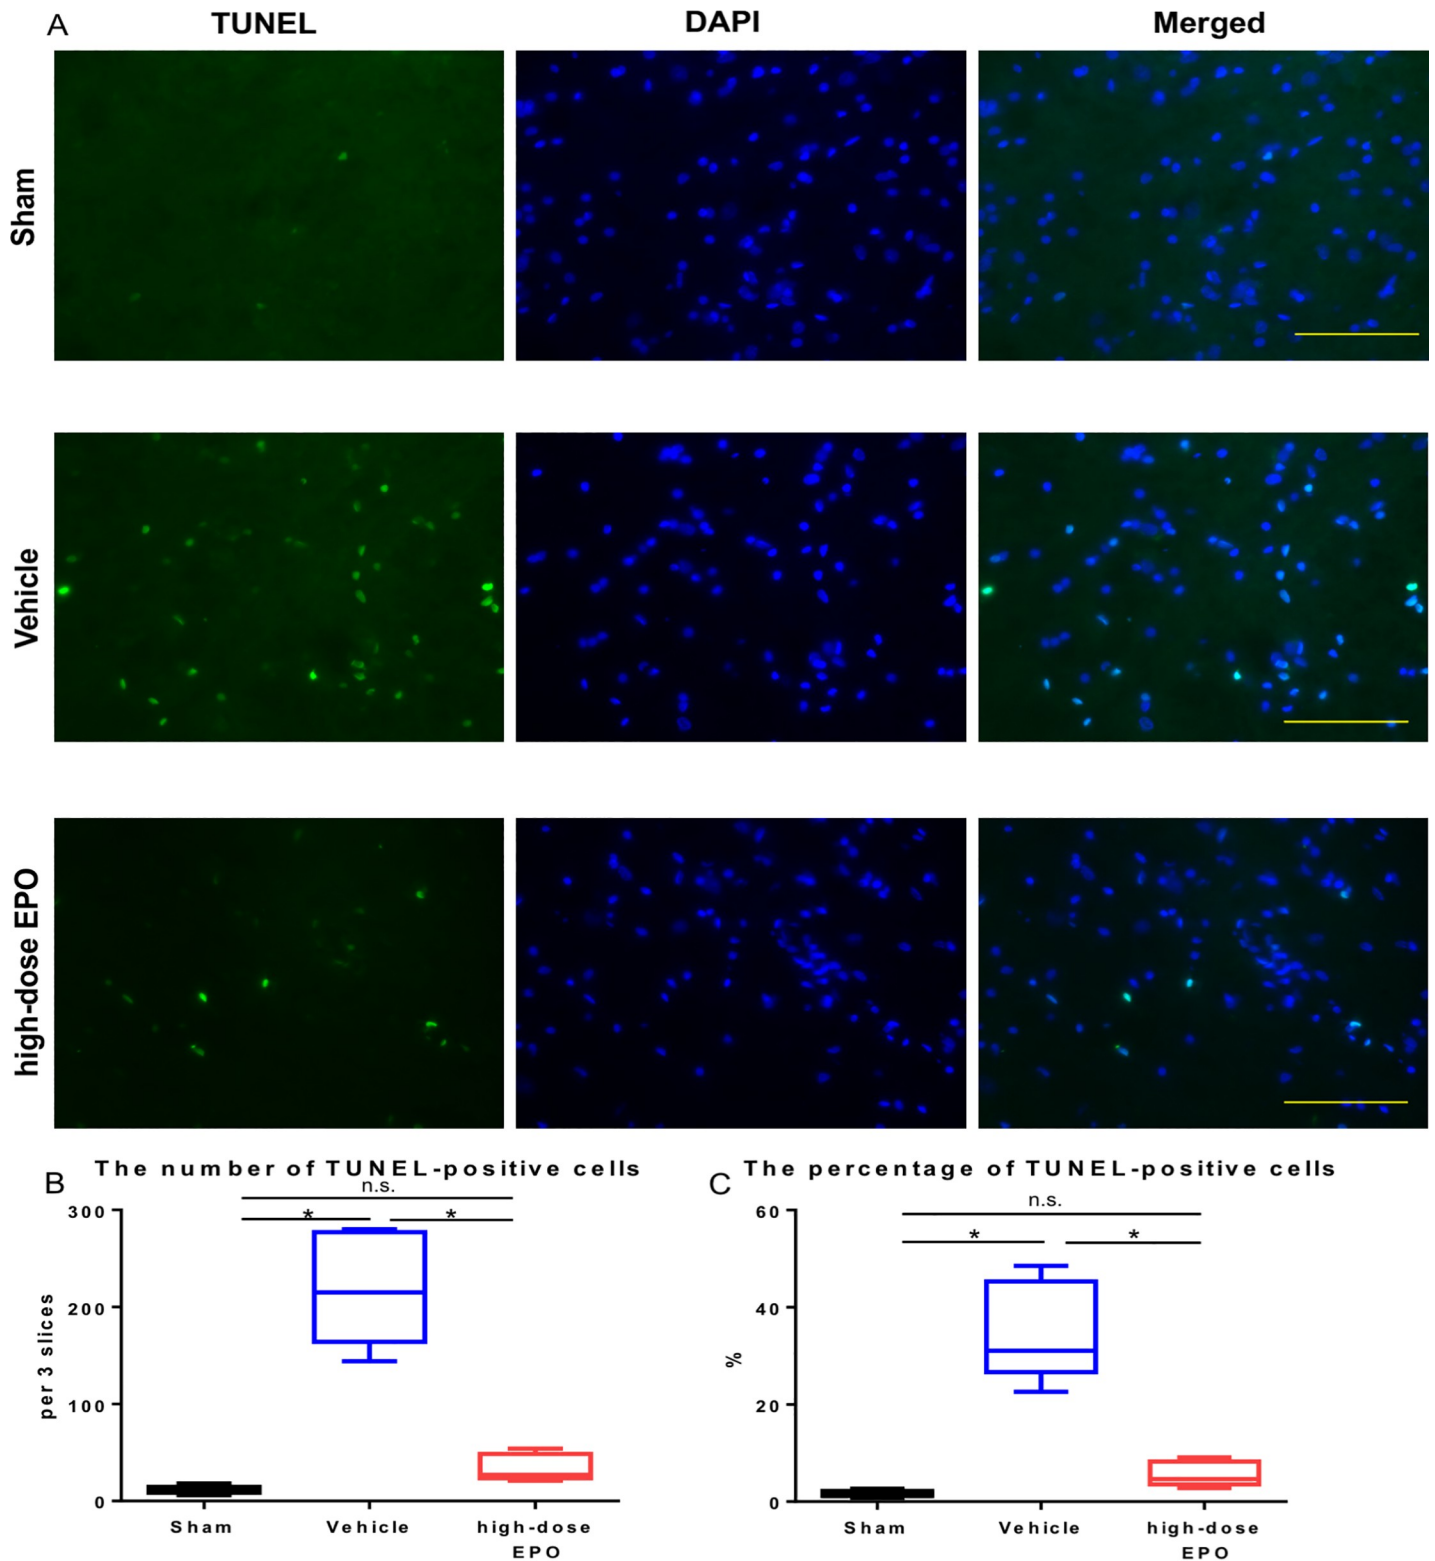 A
TUNEL
DAPI
Merged
Sham
Vehicle
high-dose EPO
B
The number of TUNEL-positive cells
n.s.
*
*
300
200
100
0
per 3 slices
Sham
Vehicle
high-dose
EPO
C
The percentage of TUNEL-positive cells
n.s.
*
*
60
40
20
0
%
Sham
Vehicle
high-dose
EPO